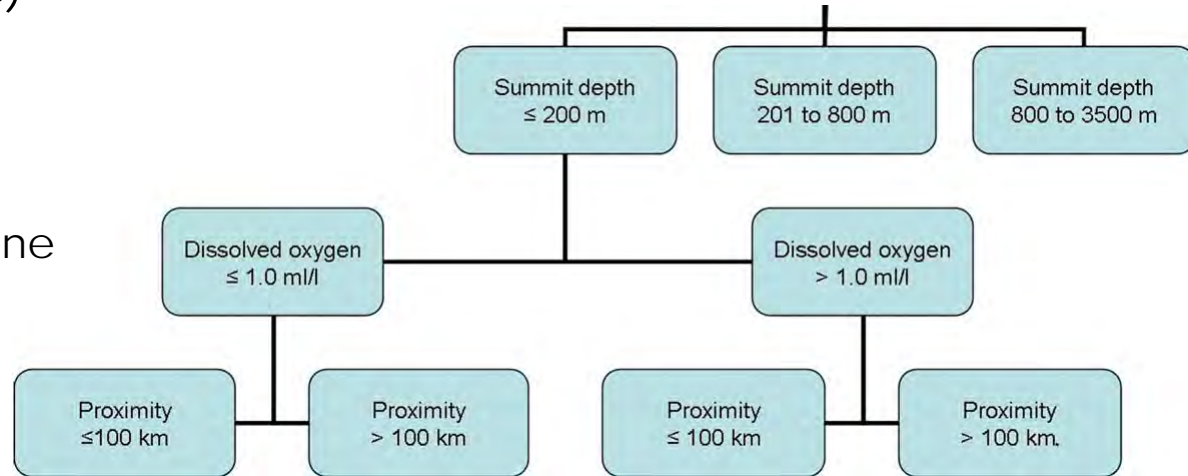 Summit depth
≤ 200 m
Summit depth
201 to 800 m
Summit depth
800 to 3500 m
ne
Dissolved oxygen
≤ 1.0 ml/l
Dissolved oxygen
> 1.0 ml/l
Proximity
≤100 km
Proximity
> 100 km
Proximity
≤ 100 km
Proximity
> 100 km.